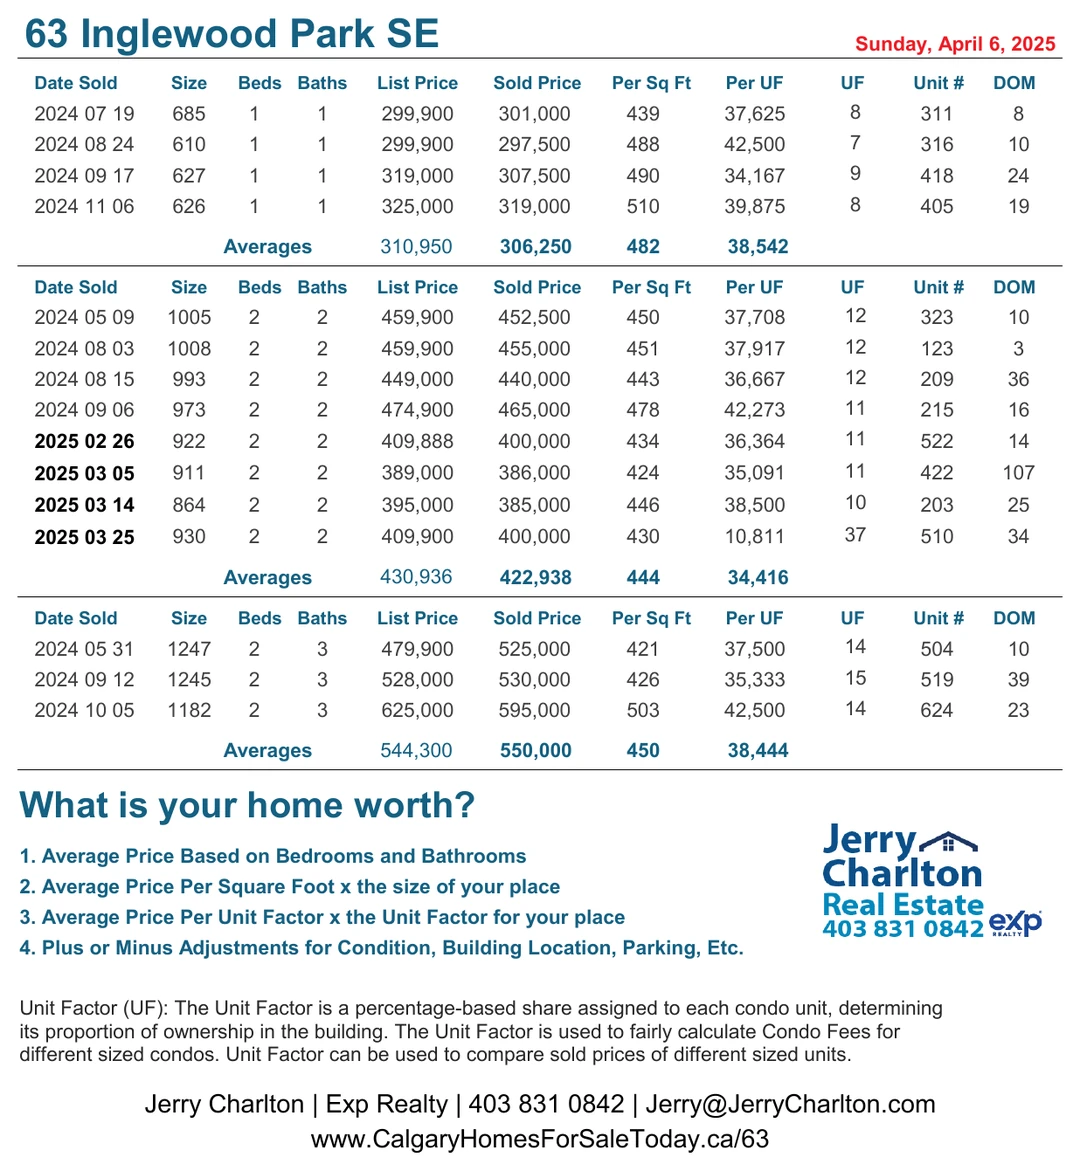 63 Inglewood Park SE
Sunday, April 6, 2025
Date Sold Size Beds Baths List Price Sold Price Per Sq Ft Per UF UF Unit # DOM
2024 07 19 685 1 1 299,900 301,000 439 37,625 8 311 8
2024 08 24 610 1 1 299,900 297,500 488 42,500 7 316 10
2024 09 17 627 1 1 319,000 307,500 490 34,167 9 418 24
2024 11 06 626 1 1 325,000 319,000 510 39,875 8 405 19
Averages 310,950 306,250 482 38,542
Date Sold Size Beds Baths List Price Sold Price Per Sq Ft Per UF UF Unit # DOM
2024 05 09 1005 2 2 459,900 452,500 450 37,708 12 323 10
2024 08 03 1008 2 2 459,900 455,000 451 37,917 12 123 3
2024 08 15 993 2 2 449,000 440,000 443 36,667 12 209 36
2024 09 06 973 2 2 474,900 465,000 478 42,273 11 215 16
2025 02 26 922 2 2 409,888 400,000 434 36,364 11 522 14
2025 03 05 911 2 2 389,000 386,000 424 35,091 11 422 107
2025 03 14 864 2 2 395,000 385,000 446 38,500 10 203 25
2025 03 25 930 2 2 409,900 400,000 430 10,811 37 510 34
Averages 430,936 422,938 444 34,416
Date Sold Size Beds Baths List Price Sold Price Per Sq Ft Per UF UF Unit # DOM
2024 05 31 1247 2 3 479,900 525,000 421 37,500 14 504 10
2024 09 12 1245 2 3 528,000 530,000 426 35,333 15 519 39
2024 10 05 1182 2 3 625,000 595,000 503 42,500 14 624 23
Averages 544,300 550,000 450 38,444
What is your home worth?
1. Average Price Based on Bedrooms and Bathrooms
2. Average Price Per Square Foot x the size of your place
3. Average Price Per Unit Factor x the Unit Factor for your place
4. Plus or Minus Adjustments for Condition, Building Location, Parking, Etc.
Jerry
Charlton
Real Estate
403 831 0842
exp
REALTY
Unit Factor (UF): The Unit Factor is a percentage-based share assigned to each condo unit, determining
its proportion of ownership in the building. The Unit Factor is used to fairly calculate Condo Fees for
different sized condos. Unit Factor can be used to compare sold prices of different sized units.
Jerry Charlton | Exp Realty | 403 831 0842 | Jerry@JerryCharlton.com
www.CalgaryHomesForSaleToday.ca/63